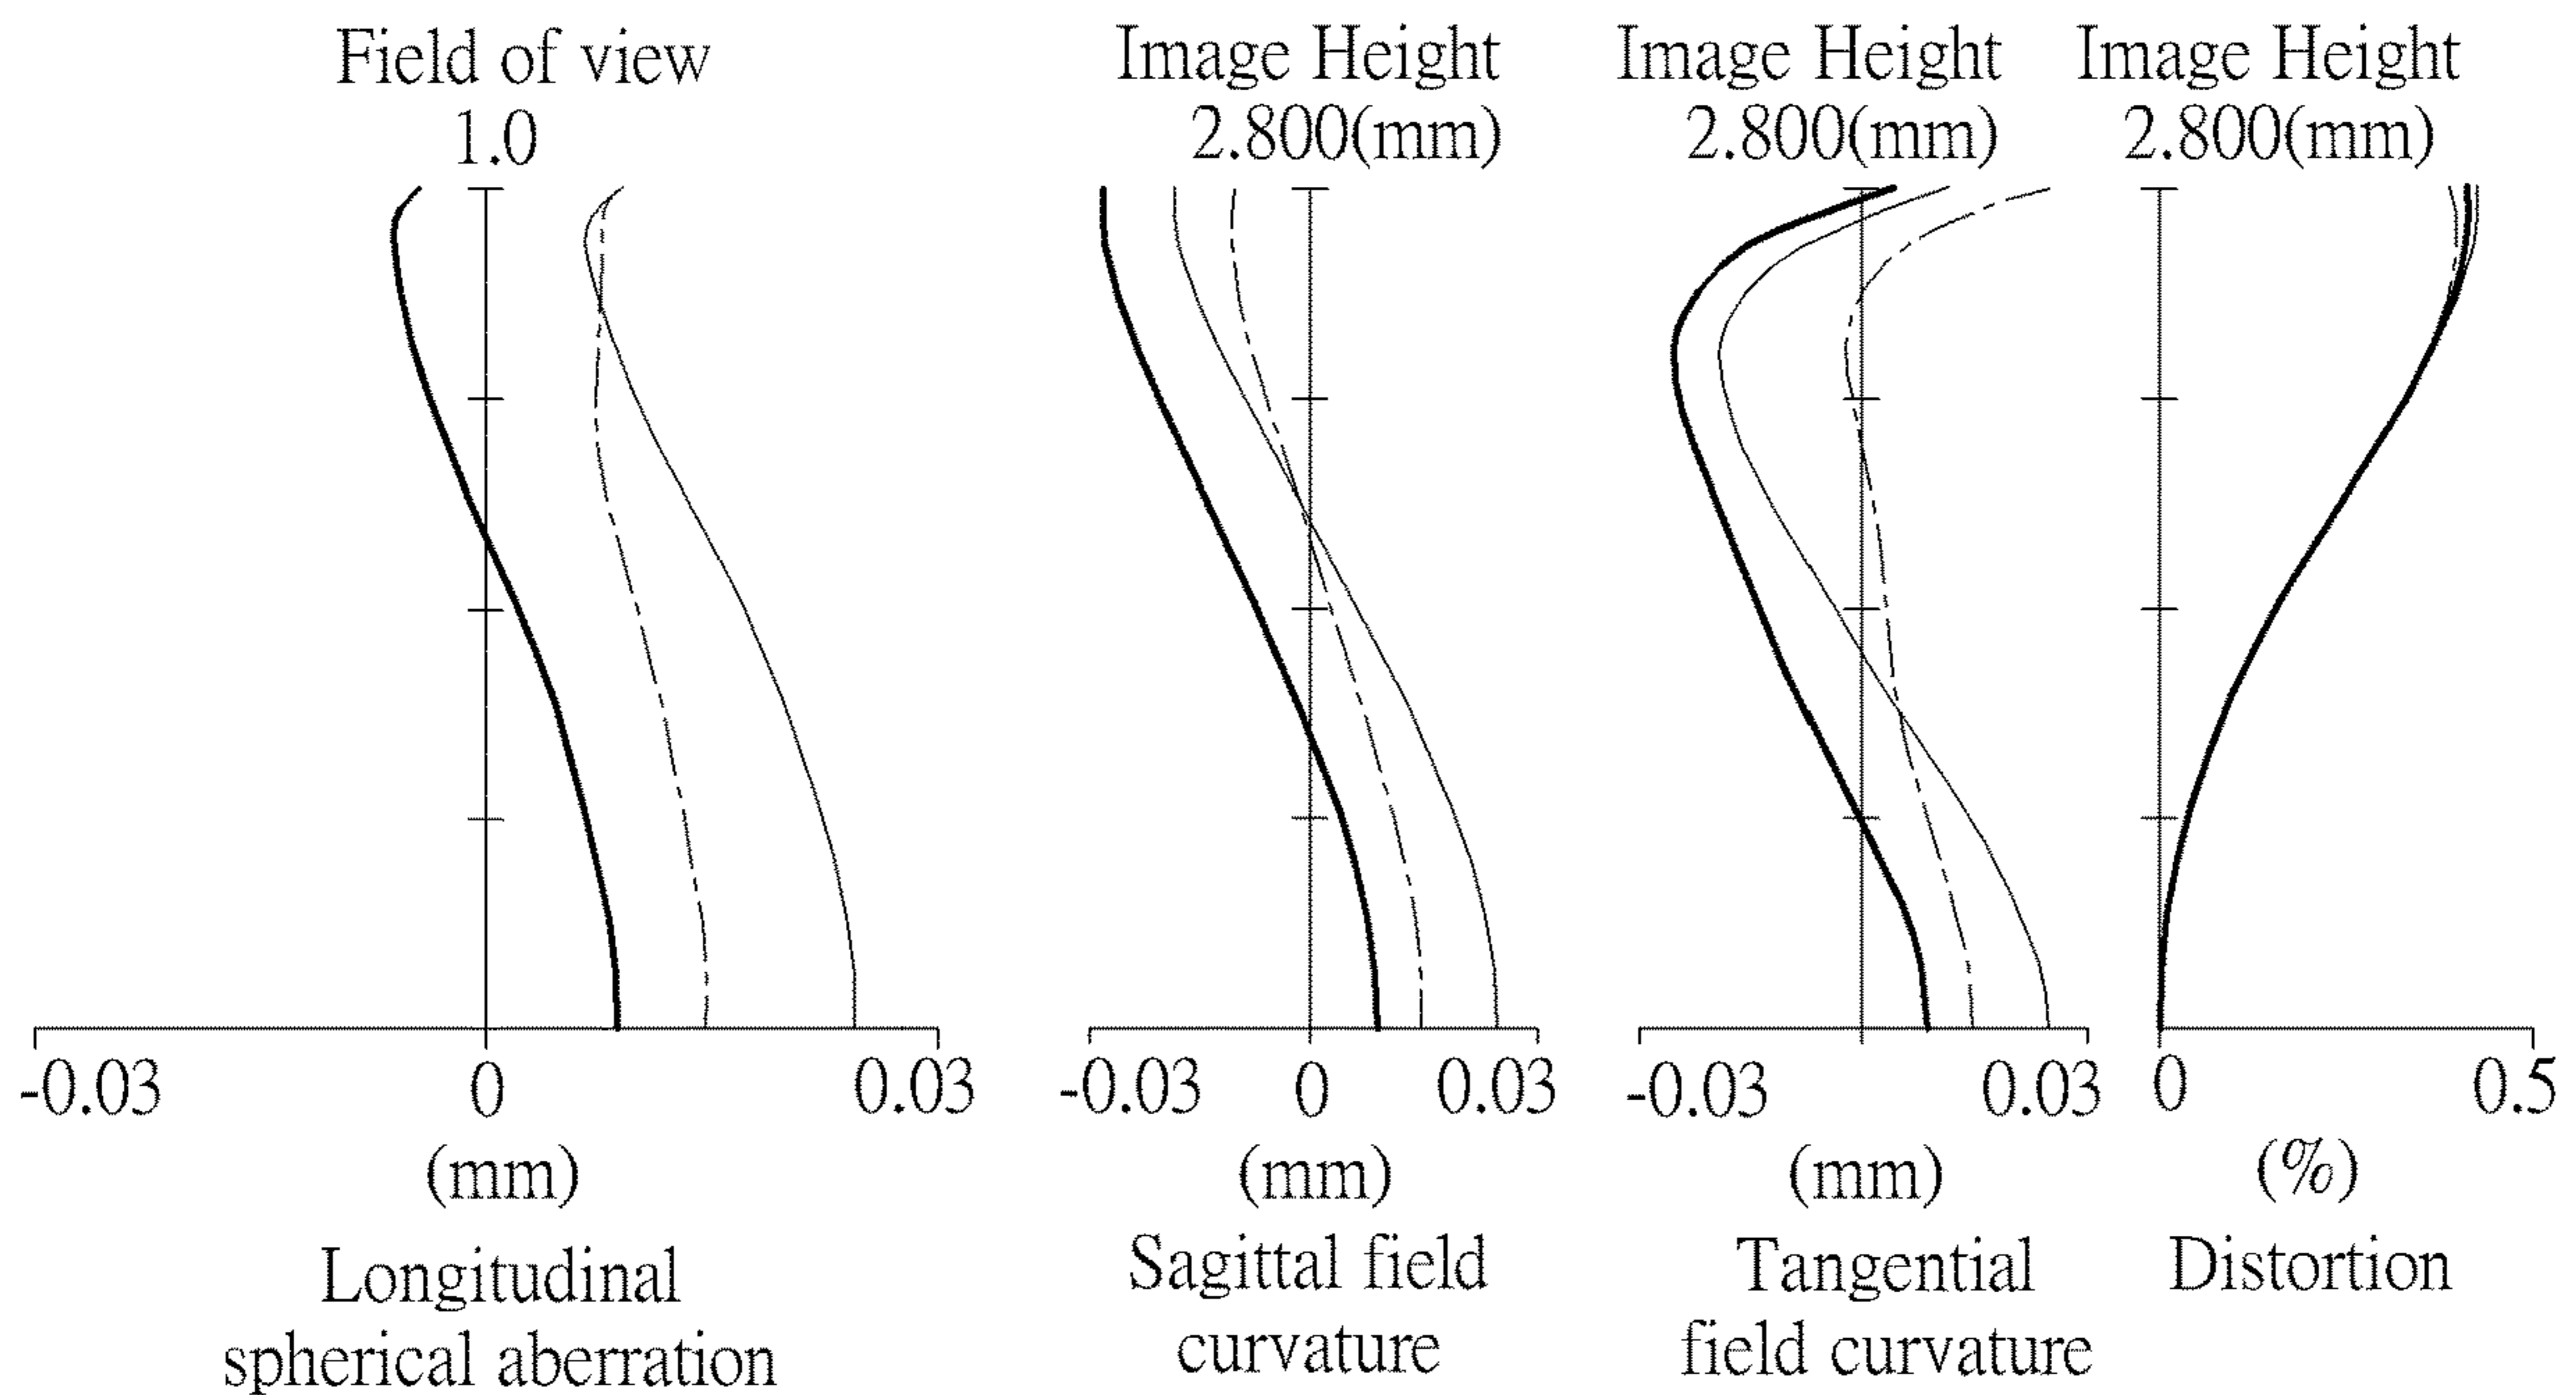 Field of view
1.0
-0.03 0 0.03
(mm)
Longitudinal
spherical aberration
Image Height
2.800(mm)
-0.03 0 0.03
(mm)
Sagittal field
curvature
Image Height
2.800(mm)
-0.03 0.03
(mm)
Tangential
field curvature
Image Height
2.800(mm)
0 0.5
(%)
Distortion